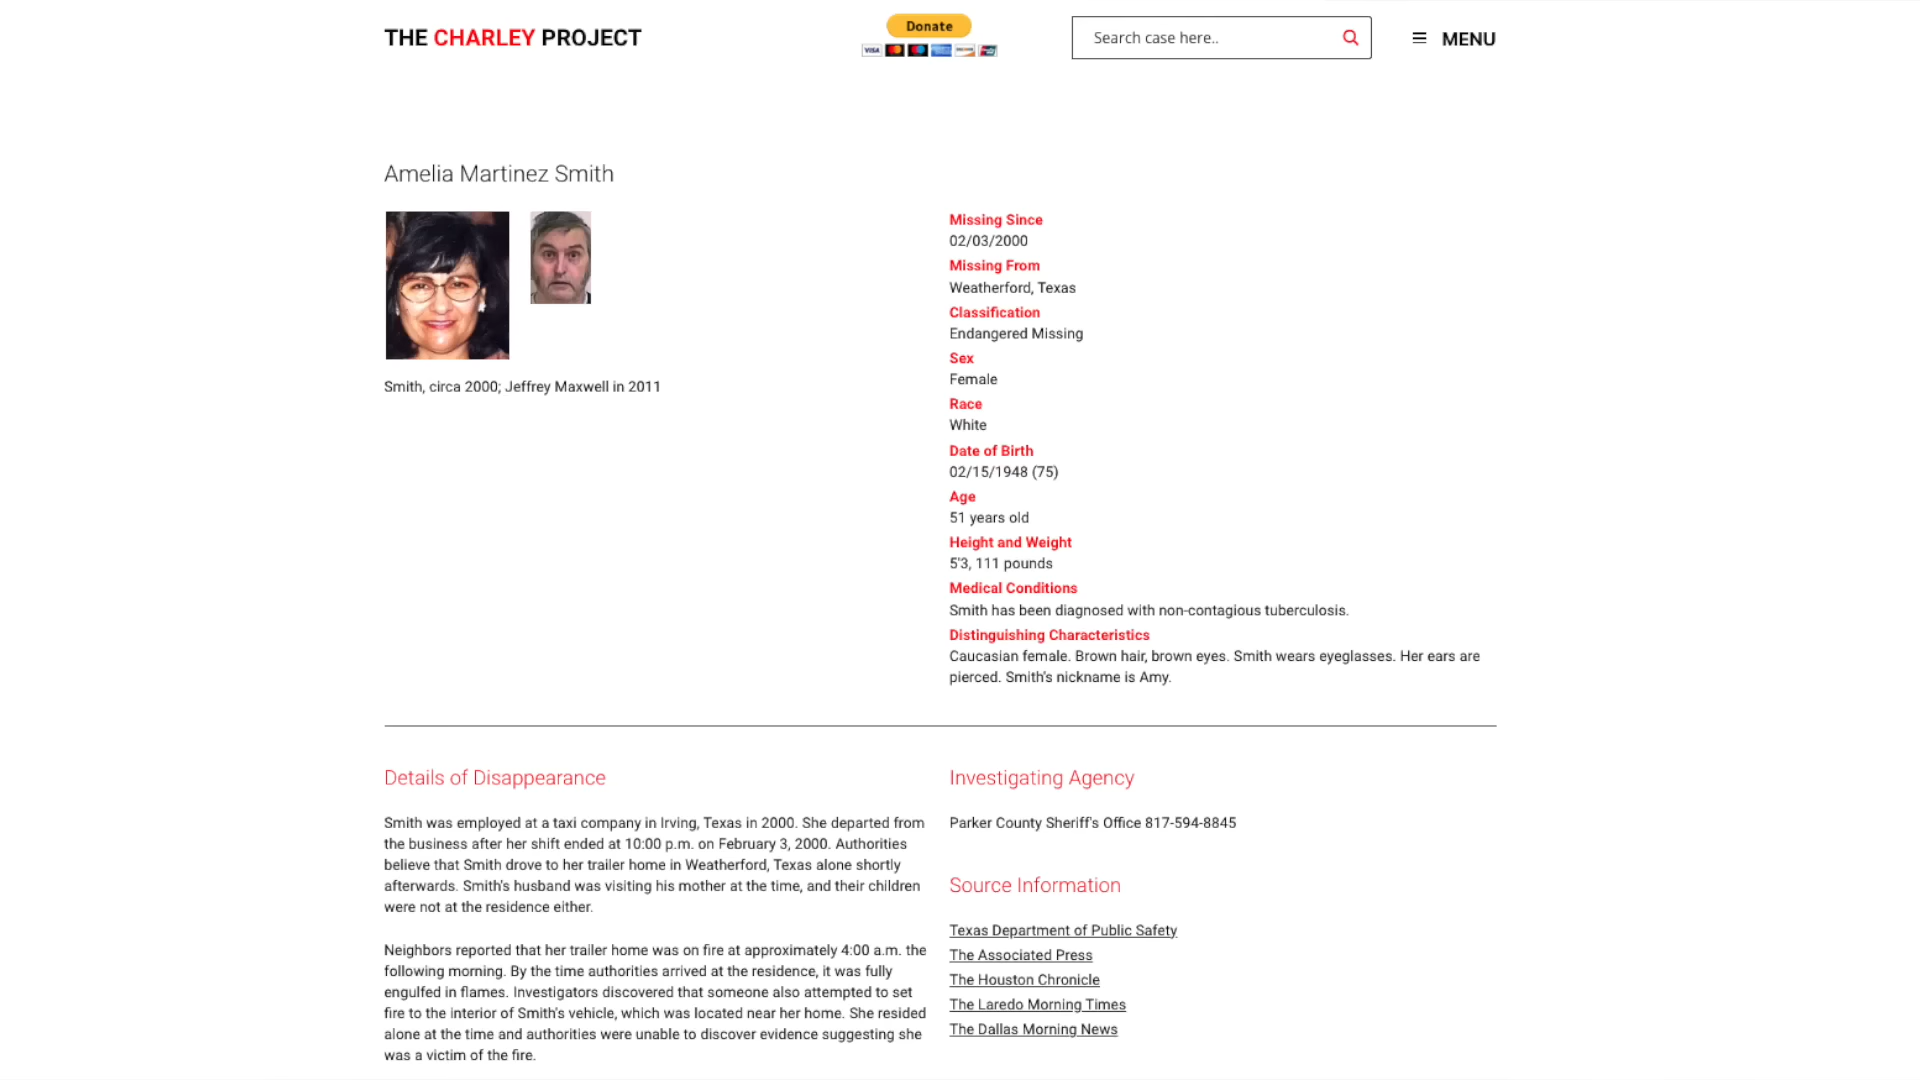 THE CHARLEY PROJECT
Donate
VISA
Search case here..
MENU
Amelia Martinez Smith
Smith, circa 2000; Jeffrey Maxwell in 2011
Missing Since
02/03/2000
Missing From
Weatherford, Texas
Classification
Endangered Missing
Sex
Female
Race
White
Date of Birth
02/15/1948 (75)
Age
51 years old
Height and Weight
5'3, 111 pounds
Medical Conditions
Smith has been diagnosed with non-contagious tuberculosis.
Distinguishing Characteristics
Caucasian female. Brown hair, brown eyes. Smith wears eyeglasses. Her ears are
pierced. Smith's nickname is Amy.
Details of Disappearance
Smith was employed at a taxi company in Irving, Texas in 2000. She departed from
the business after her shift ended at 10:00 p.m. on February 3, 2000. Authorities
believe that Smith drove to her trailer home in Weatherford, Texas alone shortly
afterwards. Smith's husband was visiting his mother at the time, and their children
were not at the residence either.
Neighbors reported that her trailer home was on fire at approximately 4:00 a.m. the
following morning. By the time authorities arrived at the residence, it was fully
engulfed in flames. Investigators discovered that someone also attempted to set
fire to the interior of Smith's vehicle, which was located near her home. She resided
alone at the time and authorities were unable to discover evidence suggesting she
was a victim of the fire.
Investigating Agency
Parker County Sheriff's Office 817-594-8845
Source Information
Texas Department of Public Safety
The Associated Press
The Houston Chronicle
The Laredo Morning Times
The Dallas Morning News